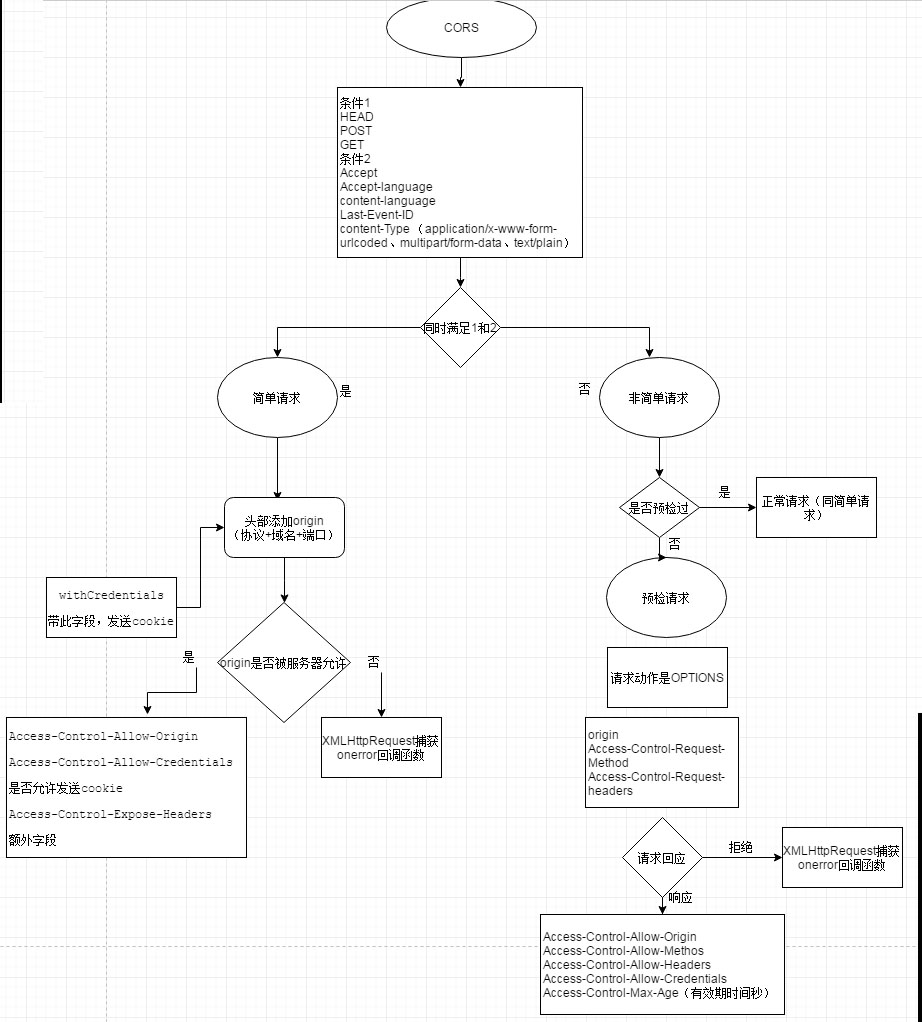 CORS
条件1
HEAD
POST
GET
条件2
Accept
Accept-language
content-language
Last-Event-ID
content-Type（application/x-www-form-
urlcoded、multipart/form-data、text/plain）
同时满足1和2
简单请求
是
否
非简单请求
头部添加origin
（协议+域名+端口）
withCredentials
带此字段，发送cookie
origin是否被服务器允许
是
否
Access-Control-Allow-Origin
Access-Control-Allow-Credentials
是否允许发送cookie
Access-Control-Expose-Headers
额外字段
XMLHttpRequest捕获
onerror回调函数
是否预检过
是
正常请求（同简单请
求）
否
预检请求
请求动作是OPTIONS
origin
Access-Control-Request-
Method
Access-Control-Request-
headers
请求回应
拒绝
XMLHttpRequest捕获
onerror回调函数
响应
Access-Control-Allow-Origin
Access-Control-Allow-Methos
Access-Control-Allow-Headers
Access-Control-Allow-Credentials
Access-Control-Max-Age（有效期时间秒）